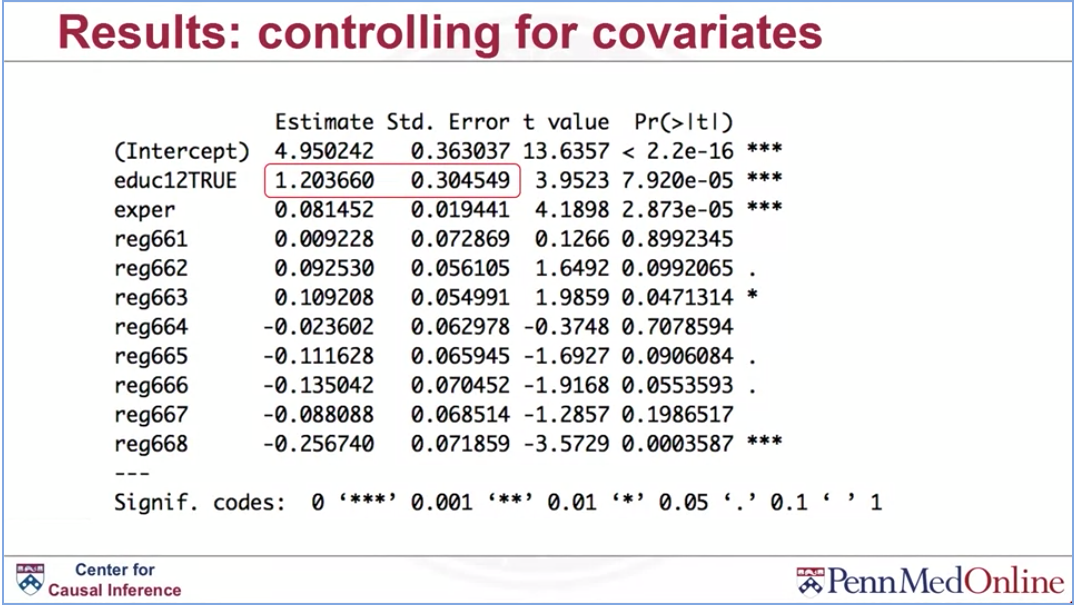 Results: controlling for covariates
Estimate Std. Error t value Pr(>|t|)
(Intercept) 4.950242 0.363037 13.6357 < 2.2e-16 ***
educ12TRUE 1.203660 0.304549 3.9523 7.920e-05 ***
exper 0.081452 0.019441 4.1898 2.873e-05 ***
reg661 0.009228 0.072869 0.1266 0.8992345
reg662 0.092530 0.056105 1.6492 0.0992065 .
reg663 0.109208 0.054991 1.9859 0.0471314 *
reg664 -0.023602 0.062978 -0.3748 0.7078594
reg665 -0.111628 0.065945 -1.6927 0.0906084 .
reg666 -0.135042 0.070452 -1.9168 0.0553593 .
reg667 -0.088088 0.068514 -1.2857 0.1986517
reg668 -0.256740 0.071859 -3.5729 0.0003587 ***
---
Signif. codes: 0 ‘***’ 0.001 ‘**’ 0.01 ‘*’ 0.05 ‘.’ 0.1 ‘ ’ 1
Center for
Causal Inference
PennMedOnline